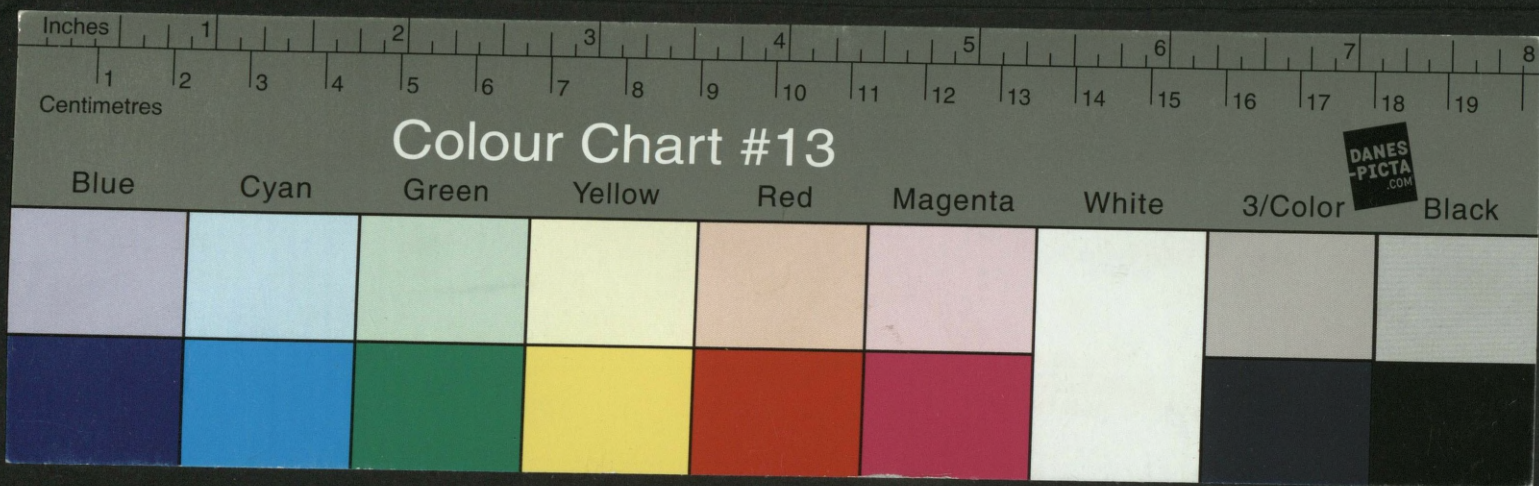 Inches 1 2 3 4 5 6 7 8
1 2 3 4 5 6 7 8 9 10 11 12 13 14 15 16 17 18 19
Centimetres
Colour Chart #13
DANES
-PICTA
.COM
Blue Cyan Green Yellow Red Magenta White 3/Color Black